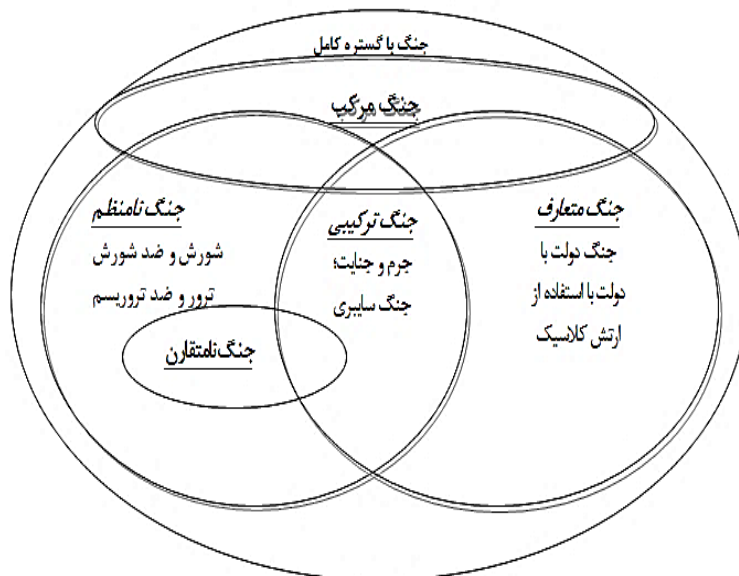 جنگ با گستره کامل
جنگ مرکب
جنگ متعارف
جنگ دولت با
دولت با استفاده از
ارتش کلاسیک
جنگ ترکیبی
جرم و جنایت؛
جنگ سایبری
جنگ نامنظم
شورش و ضد شورش
ترور و ضد تروریسم
جنگ نامتقارن